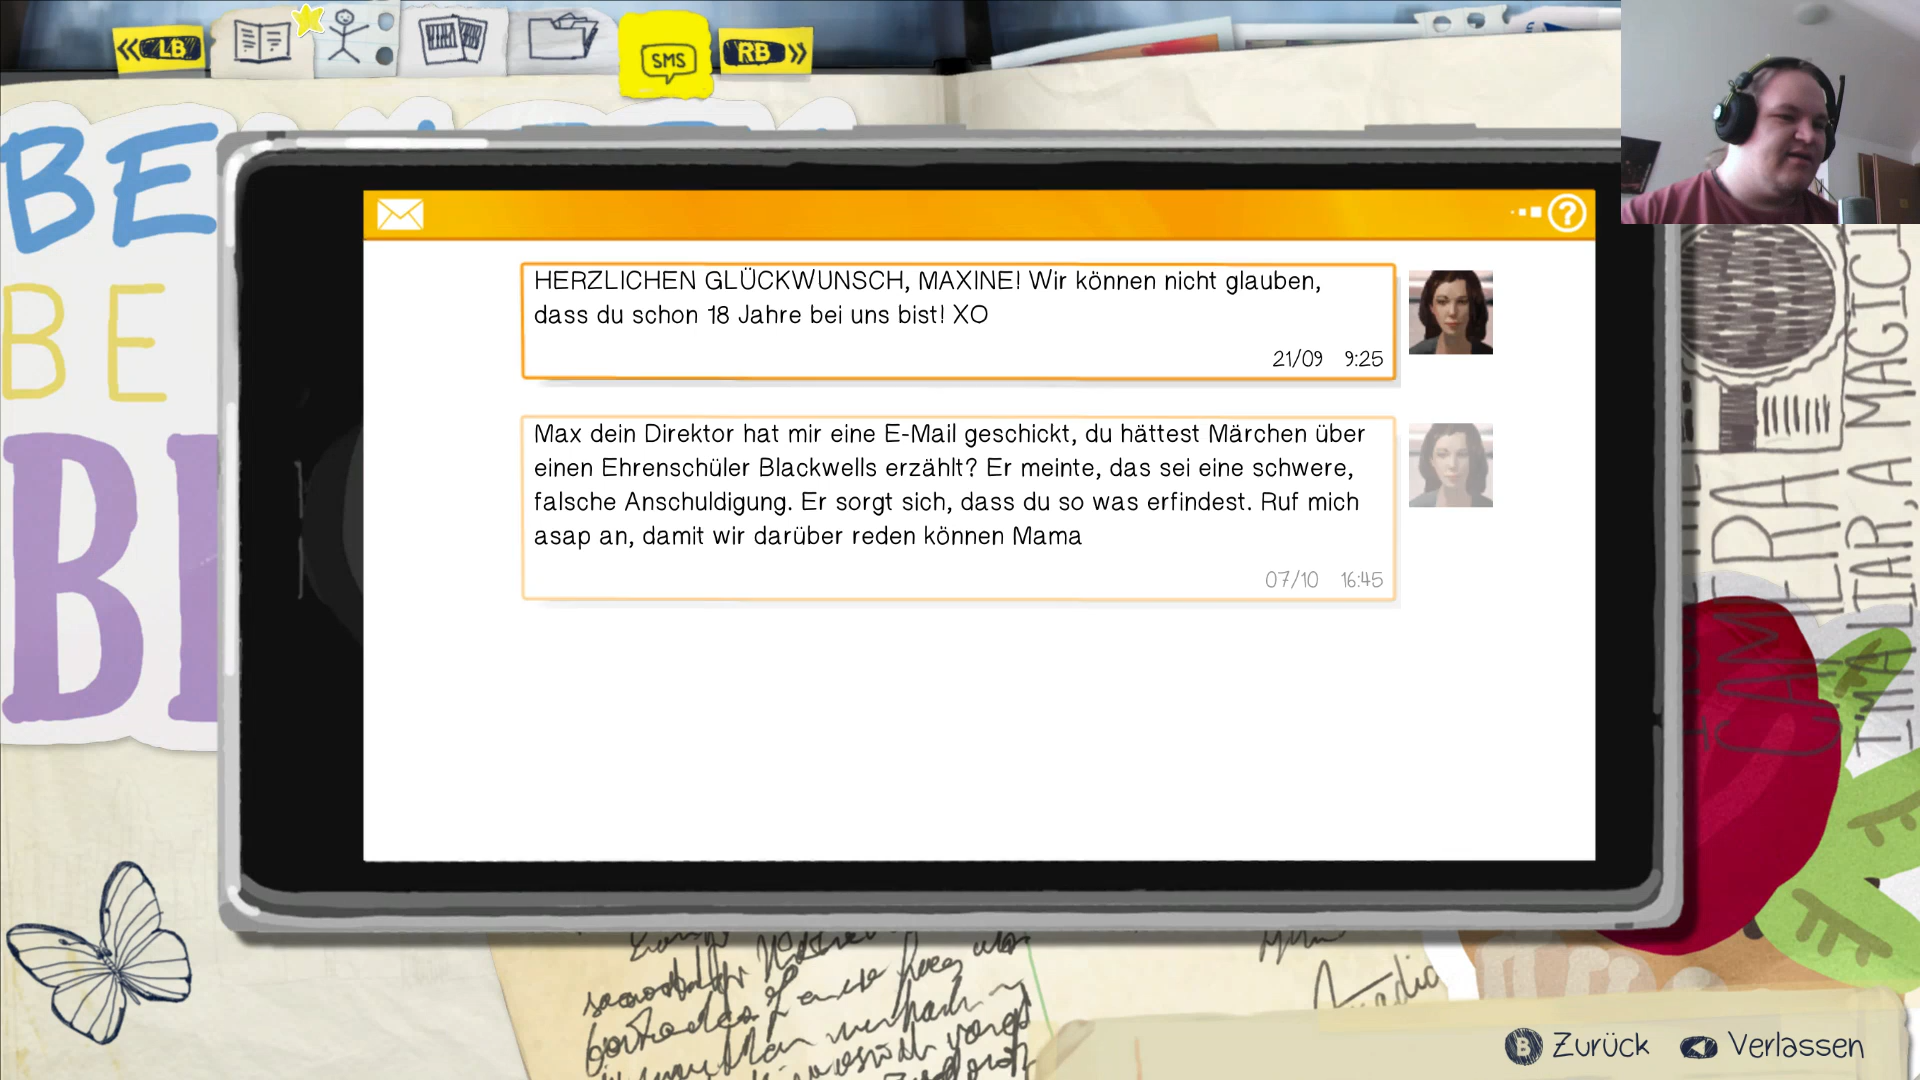 LB
SMS
RB
BE
BE
HERZLICHEN GLÜCKWUNSCH, MAXINE! Wir können nicht glauben,
dass du schon 18 Jahre bei uns bist! XO
21/09 9:25
Max dein Direktor hat mir eine E-Mail geschickt, du hättest Märchen über
einen Ehrenschüler Blackwells erzählt? Er meinte, das sei eine schwere,
falsche Anschuldigung. Er sorgt sich, dass du so was erfindest. Ruf mich
asap an, damit wir darüber reden können Mama
07/10 16:45
CAMERA
I'M A LIAR, A MAGICI
B Zurück
Verlassen